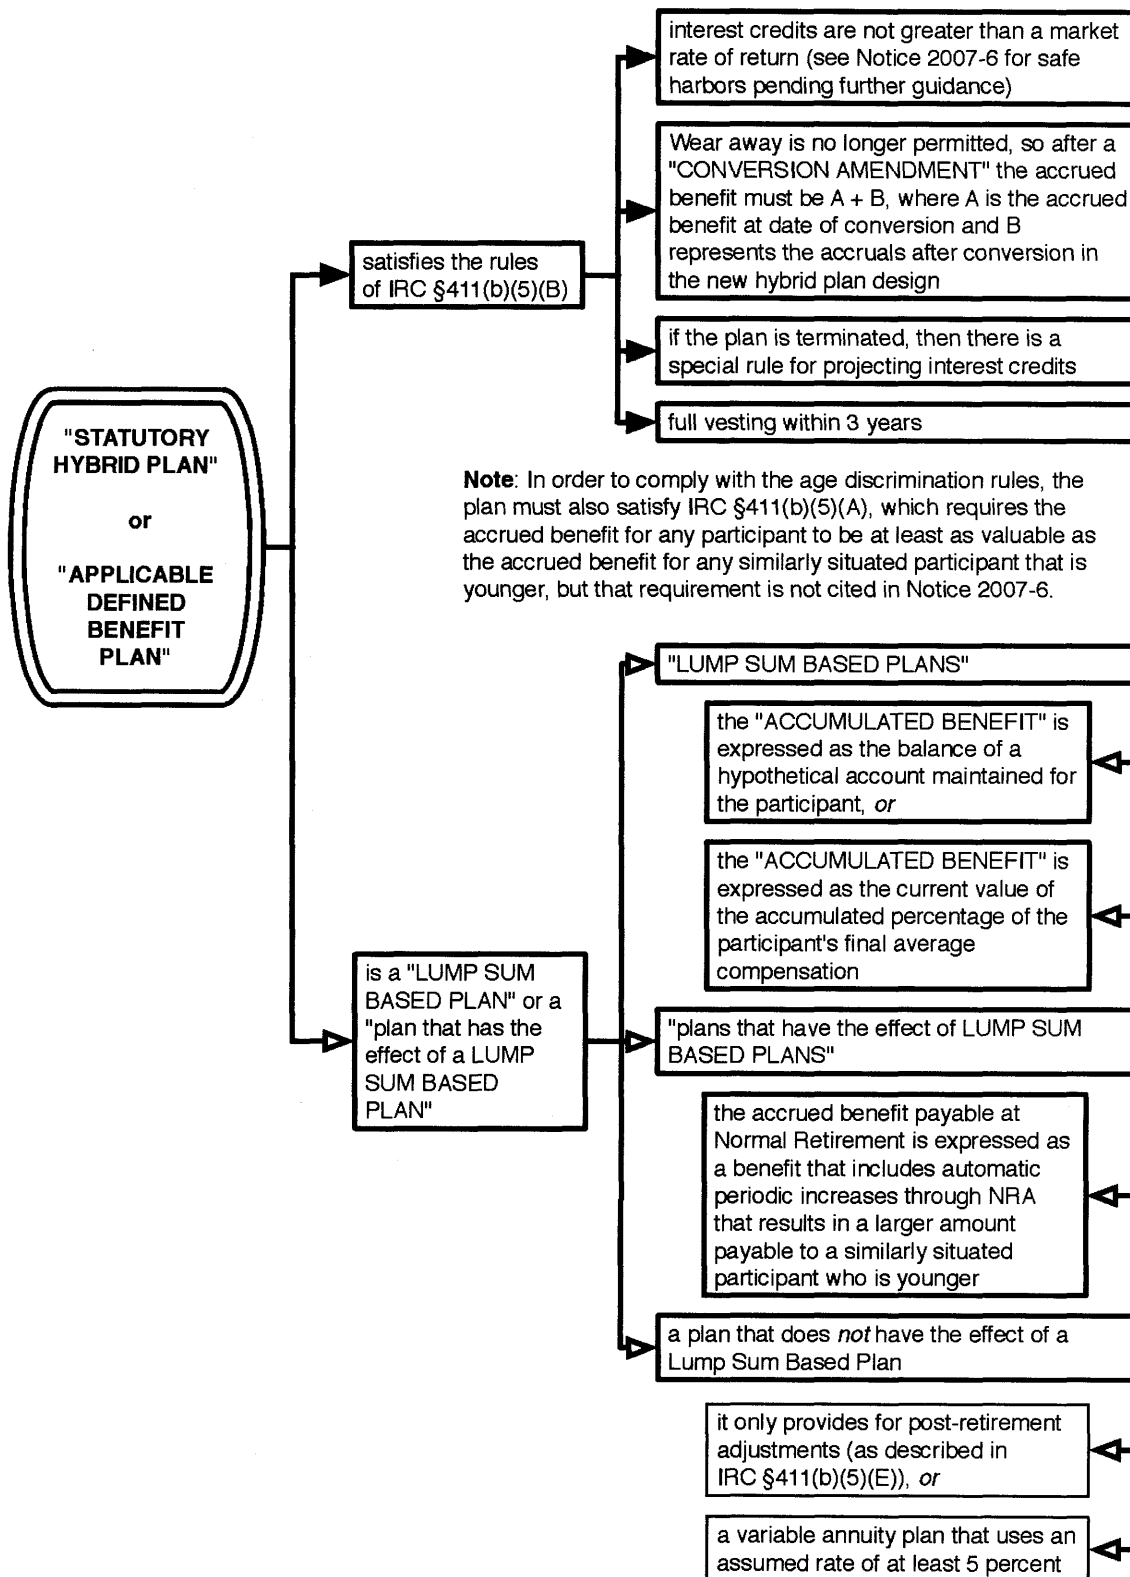 interest credits are not greater than a market
rate of return (see Notice 2007-6 for safe
harbors pending further guidance)
Wear away is no longer permitted, so after a
"CONVERSION AMENDMENT" the accrued
benefit must be A + B, where A is the accrued
benefit at date of conversion and B
represents the accruals after conversion in
the new hybrid plan design
satisfies the rules
of IRC §411(b)(5)(B)
if the plan is terminated, then there is a
special rule for projecting interest credits
full vesting within 3 years
"STATUTORY
HYBRID PLAN"
or
"APPLICABLE
DEFINED
BENEFIT
PLAN"
Note: In order to comply with the age discrimination rules, the
plan must also satisfy IRC §411(b)(5)(A), which requires the
accrued benefit for any participant to be at least as valuable as
the accrued benefit for any similarly situated participant that is
younger, but that requirement is not cited in Notice 2007-6.
"LUMP SUM BASED PLANS"
the "ACCUMULATED BENEFIT" is
expressed as the balance of a
hypothetical account maintained for
the participant, or
the "ACCUMULATED BENEFIT" is
expressed as the current value of
the accumulated percentage of the
participant's final average
compensation
is a "LUMP SUM
BASED PLAN" or a
"plan that has the
effect of a LUMP
SUM BASED
PLAN"
"plans that have the effect of LUMP SUM
BASED PLANS"
the accrued benefit payable at
Normal Retirement is expressed as
a benefit that includes automatic
periodic increases through NRA
that results in a larger amount
payable to a similarly situated
participant who is younger
a plan that does not have the effect of a
Lump Sum Based Plan
it only provides for post-retirement
adjustments (as described in
IRC §411(b)(5)(E)), or
a variable annuity plan that uses an
assumed rate of at least 5 percent